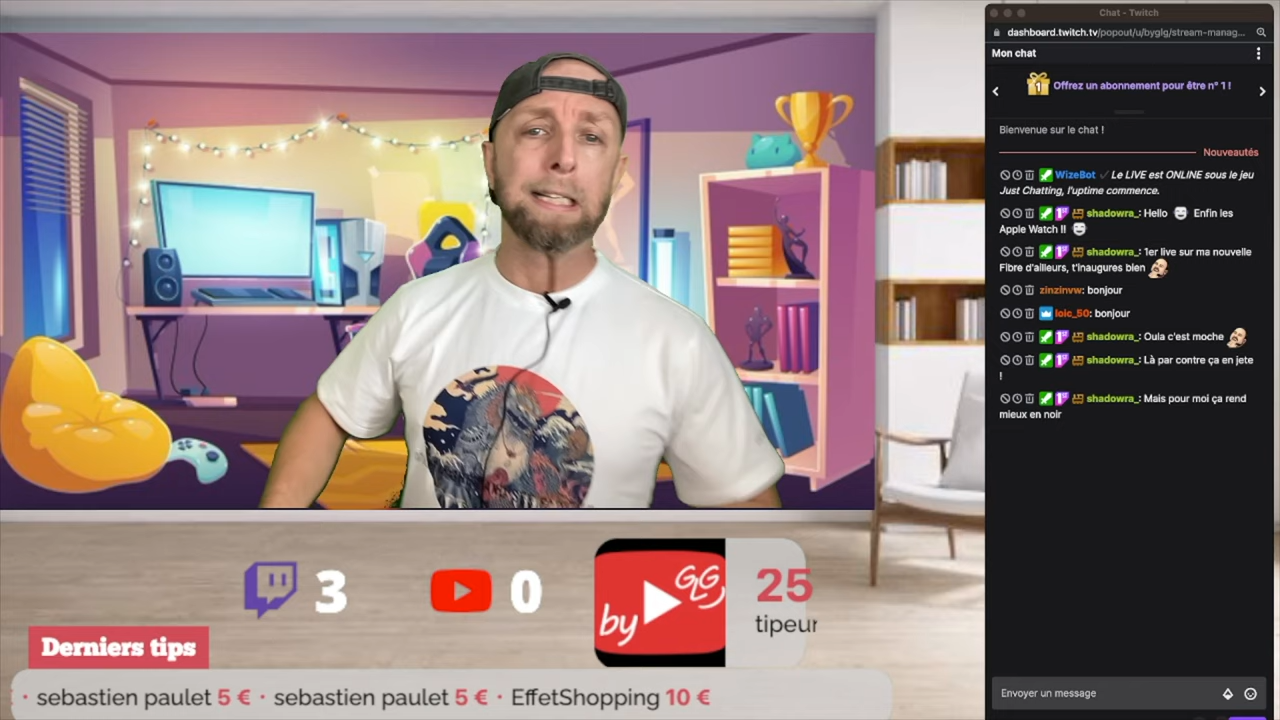 Chat - Twitch
dashboard.twitch.tv/popout/u/byglg/stream-manag...
Mon chat
1
Offrez un abonnement pour être n° 1 !
Bienvenue sur le chat !
Nouveautés
WizeBot ✓ Le LIVE est ONLINE sous le jeu
Just Chatting, l'uptime commence.
shadowra_: Hello Enfin les
Apple Watch !!
shadowra_: 1er live sur ma nouvelle
Fibre d'ailleurs, t'inaugures bien
zinzinvw: bonjour
loic_50: bonjour
shadowra_: Oula c'est moche
shadowra_: Là par contre ça en jete
!
shadowra_: Mais pour moi ça rend
mieux en noir
Envoyer un message
3
0
by GLG
25
tipeur
Derniers tips
· sebastien paulet 5 € · sebastien paulet 5 € · EffetShopping 10 €